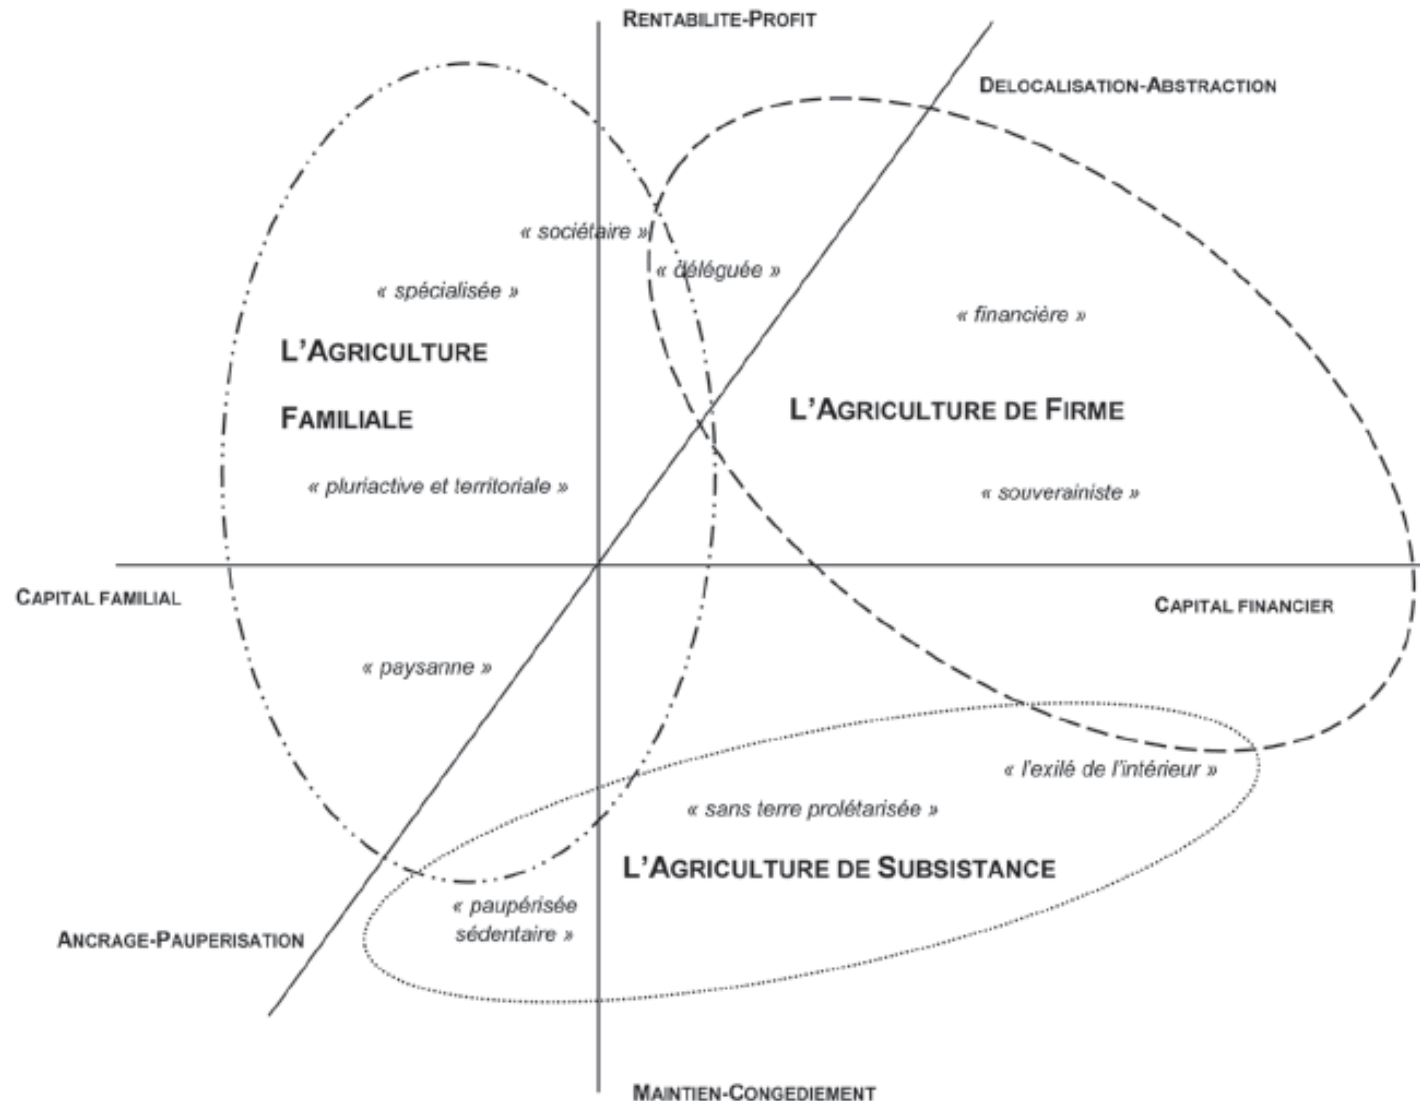 RENTABILITE-PROFIT
DELOCALISATION-ABSTRACTION
« sociétaire »
« déléguée »
« spécialisée »
« financière »
L'AGRICULTURE
FAMILIALE
L'AGRICULTURE DE FIRME
« pluriactive et territoriale »
« souverainiste »
CAPITAL FAMILIAL
CAPITAL FINANCIER
« paysanne »
« l'exilé de l'intérieur »
« sans terre prolétarisée »
L'AGRICULTURE DE SUBSISTANCE
« paupérisée
sédentaire »
ANCRAGE-PAUPERISATION
MAINTIEN-CONGEDIEMENT